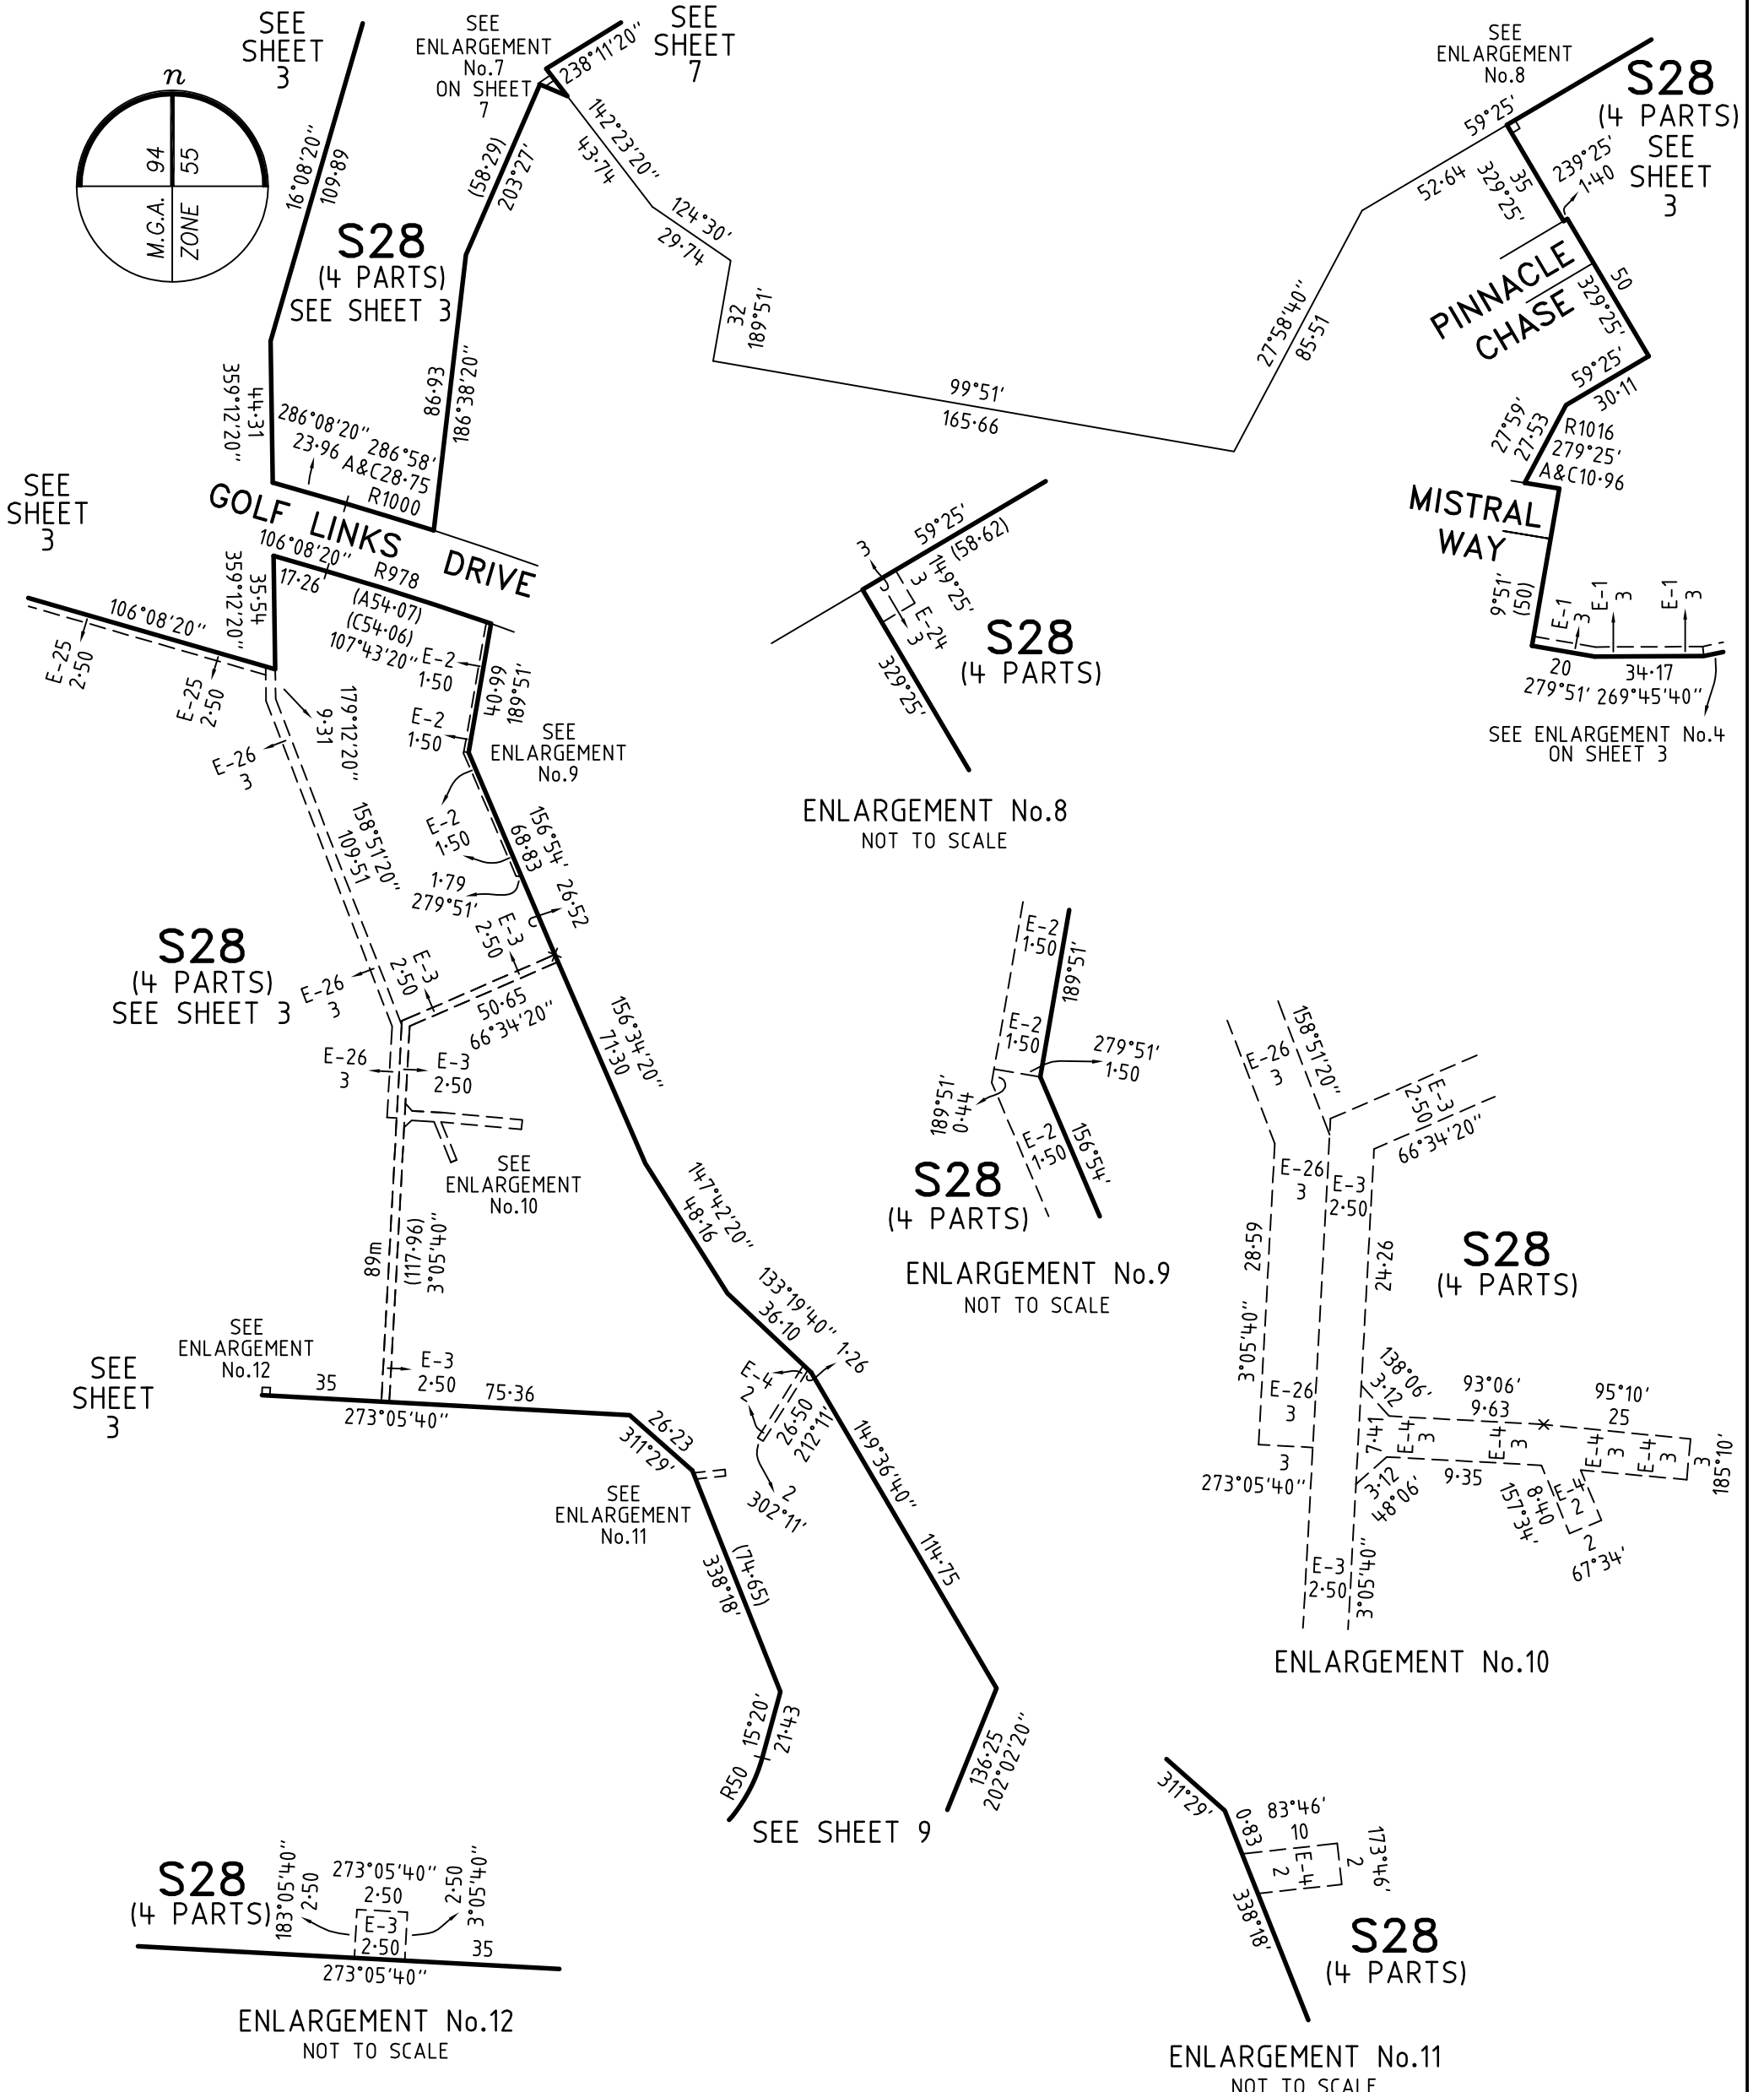 SEE
SHEET
3
n
M.G.A. 94
ZONE 55
16°08'20"
109·89
SEE
ENLARGEMENT
No.7
ON SHEET
7
238°11'20"
SEE
SHEET
7
(58·29)
203°27'
142°23'20"
43·74
124°30'
29·74
32
189°51'
99°51'
165·66
27°58'40"
85·51
52·64
59°25'
SEE
ENLARGEMENT
No.8
S28
(4 PARTS)
SEE
SHEET
3
35
329°25'
239°25'
1·40
PINNACLE
CHASE
50
329°25'
59°25'
30·11
27°59'
27·53
R1016
279°25'
A&C10·96
MISTRAL
WAY
9°51'
(50)
E-1
3
E-1
3
E-1
3
20
279°51'
34·17
269°45'40"
SEE ENLARGEMENT No.4
ON SHEET 3
S28
(4 PARTS)
SEE SHEET 3
86·93
186°38'20"
44·31
359°12'20"
286°08'20"
23·96
286°58'
A&C28·75
R1000
GOLF LINKS DRIVE
SEE
SHEET
3
106°08'20"
17·26
R978
(A54·07)
(C54·06)
107°43'20"
35·54
359°12'20"
106°08'20"
E-25
2·50
E-25
2·50
E-2
1·50
E-2
1·50
40·99
189°51'
SEE
ENLARGEMENT
No.9
179°12'20"
9·31
E-26
3
158°51'20"
109·51
E-2
1·50
156°54'
68·83
1·79
279°51'
26·52
E-3
2·50
E-3
2·50
50·65
66°34'20"
S28
(4 PARTS)
SEE SHEET 3
E-26
3
E-26
3
E-3
2·50
156°34'20"
71·30
SEE
ENLARGEMENT
No.10
89m
(117·96)
3°05'40"
147°42'20"
48·16
133°19'40"
36·10
1·26
SEE
ENLARGEMENT
No.12
SEE
SHEET
3
35
E-3
2·50
75·36
273°05'40"
26·23
311°29'
E-4
2
26·50
212°11'
2
302°11'
149°36'40"
114·75
SEE
ENLARGEMENT
No.11
(74·65)
338°18'
15°20'
21·43
R50
136·25
202°02'20"
SEE SHEET 9
59°25'
(58·62)
3
3
149°25'
E-24
3
329°25'
S28
(4 PARTS)
ENLARGEMENT No.8
NOT TO SCALE
E-2
1·50
189°51'
E-2
1·50
279°51'
1·50
189°51'
0·44
E-2
1·50
156°54'
S28
(4 PARTS)
ENLARGEMENT No.9
NOT TO SCALE
158°51'20"
E-26
3
E-3
2·50
66°34'20"
E-26
3
E-3
2·50
28·59
3°05'40"
24·26
S28
(4 PARTS)
E-26
3
3
273°05'40"
138°06'
3·12
93°06'
9·63
95°10'
25
7·41
E-4
3
E-4
3
E-4
3
E-4
3
3
185°10'
3·12
48°06'
9·35
8·40
157°34'
E-4
2
2
67°34'
E-3
2·50
3°05'40"
ENLARGEMENT No.10
311°29'
0·83
83°46'
10
2
E-4
2
173°46'
338°18'
S28
(4 PARTS)
ENLARGEMENT No.11
NOT TO SCALE
S28
(4 PARTS)
183°05'40"
2·50
273°05'40"
2·50
2·50
3°05'40"
E-3
2·50
35
273°05'40"
ENLARGEMENT No.12
NOT TO SCALE